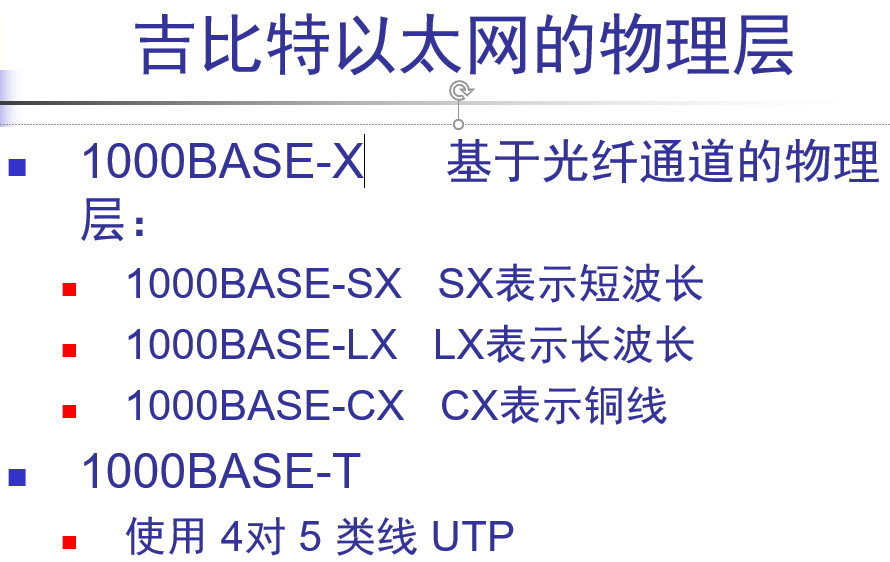 吉比特以太网的物理层
1000BASE-X 基于光纤通道的物理
层：
1000BASE-SX SX表示短波长
1000BASE-LX LX表示长波长
1000BASE-CX CX表示铜线
1000BASE-T
使用 4对 5 类线 UTP